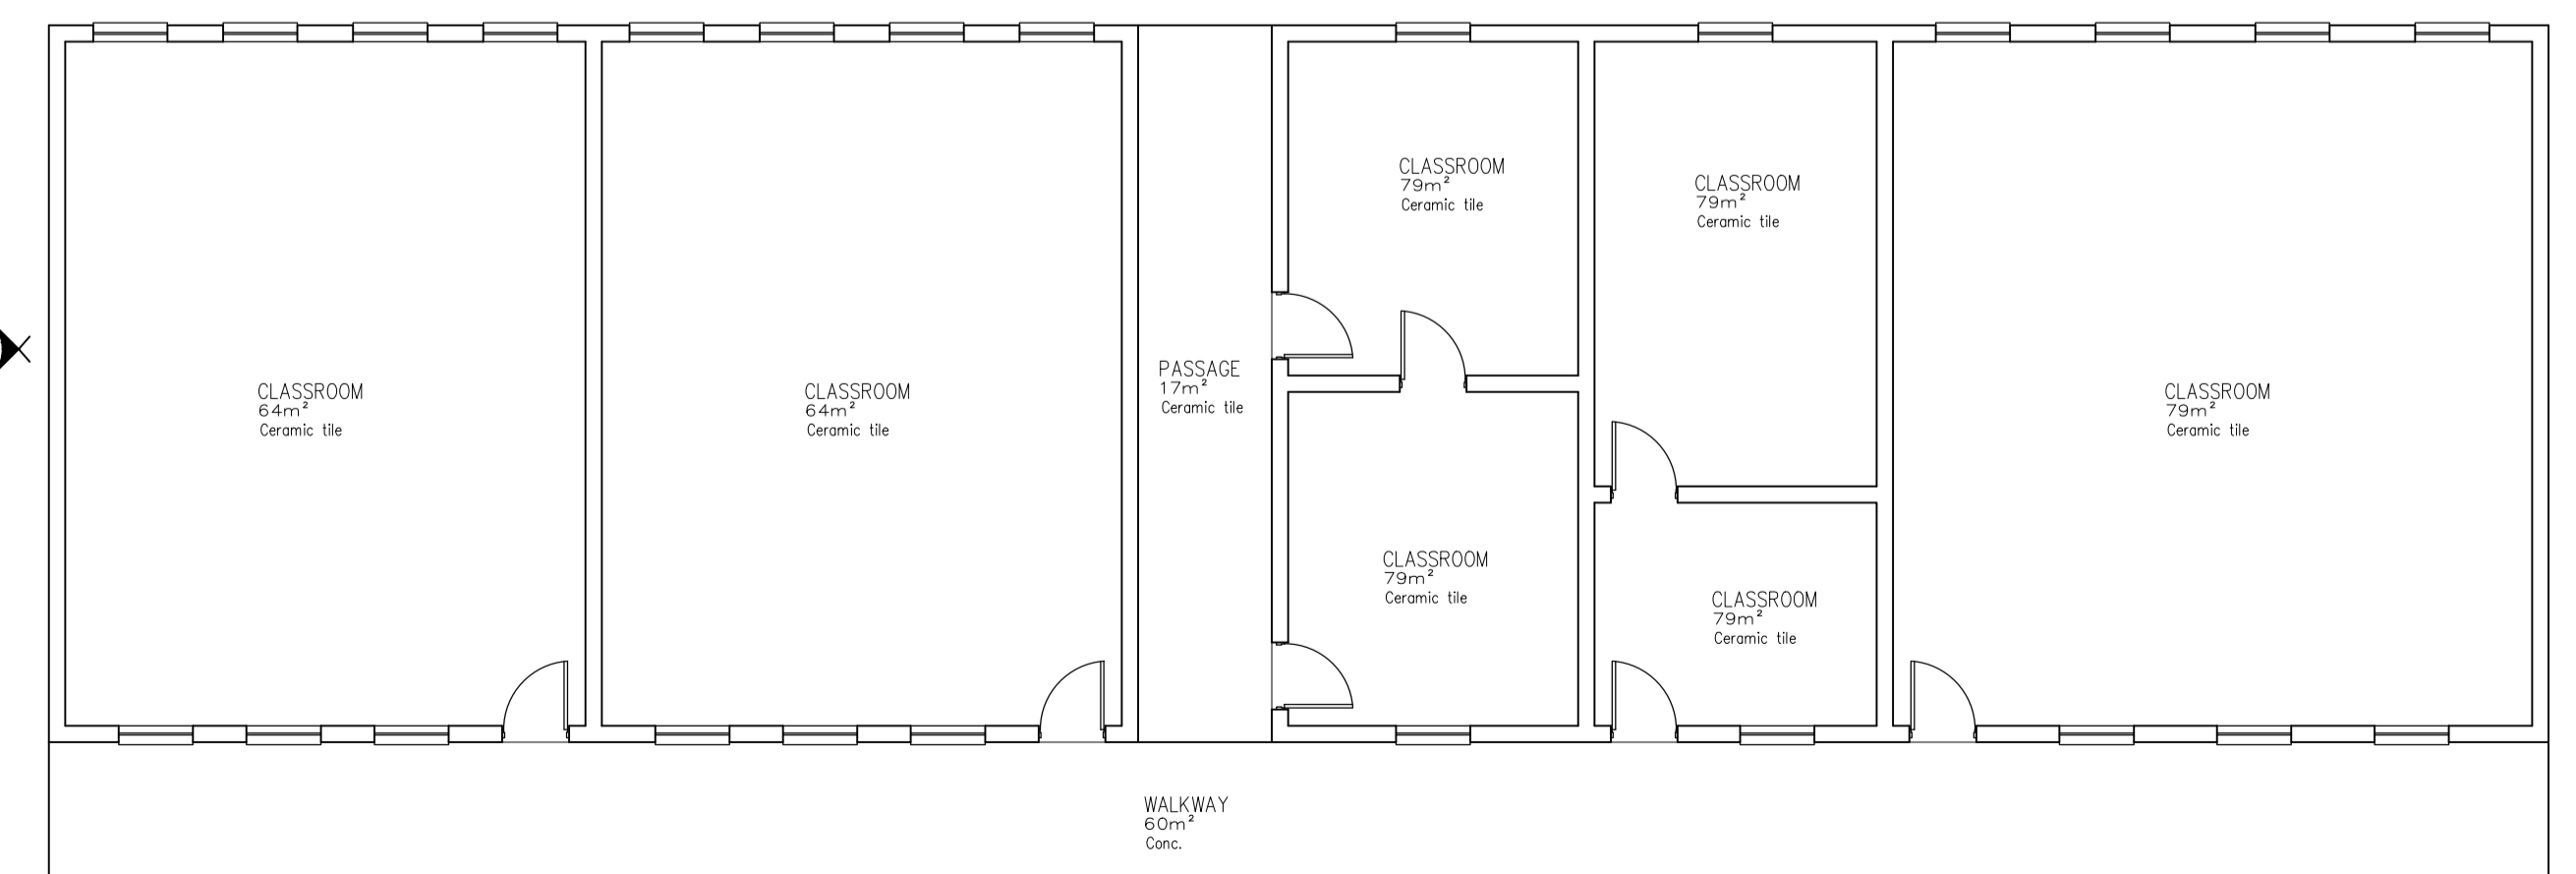 CLASSROOM
64m²
Ceramic tile
CLASSROOM
64m²
Ceramic tile
PASSAGE
17m²
Ceramic tile
CLASSROOM
79m²
Ceramic tile
CLASSROOM
79m²
Ceramic tile
CLASSROOM
79m²
Ceramic tile
CLASSROOM
79m²
Ceramic tile
CLASSROOM
79m²
Ceramic tile
WALKWAY
60m²
Conc.